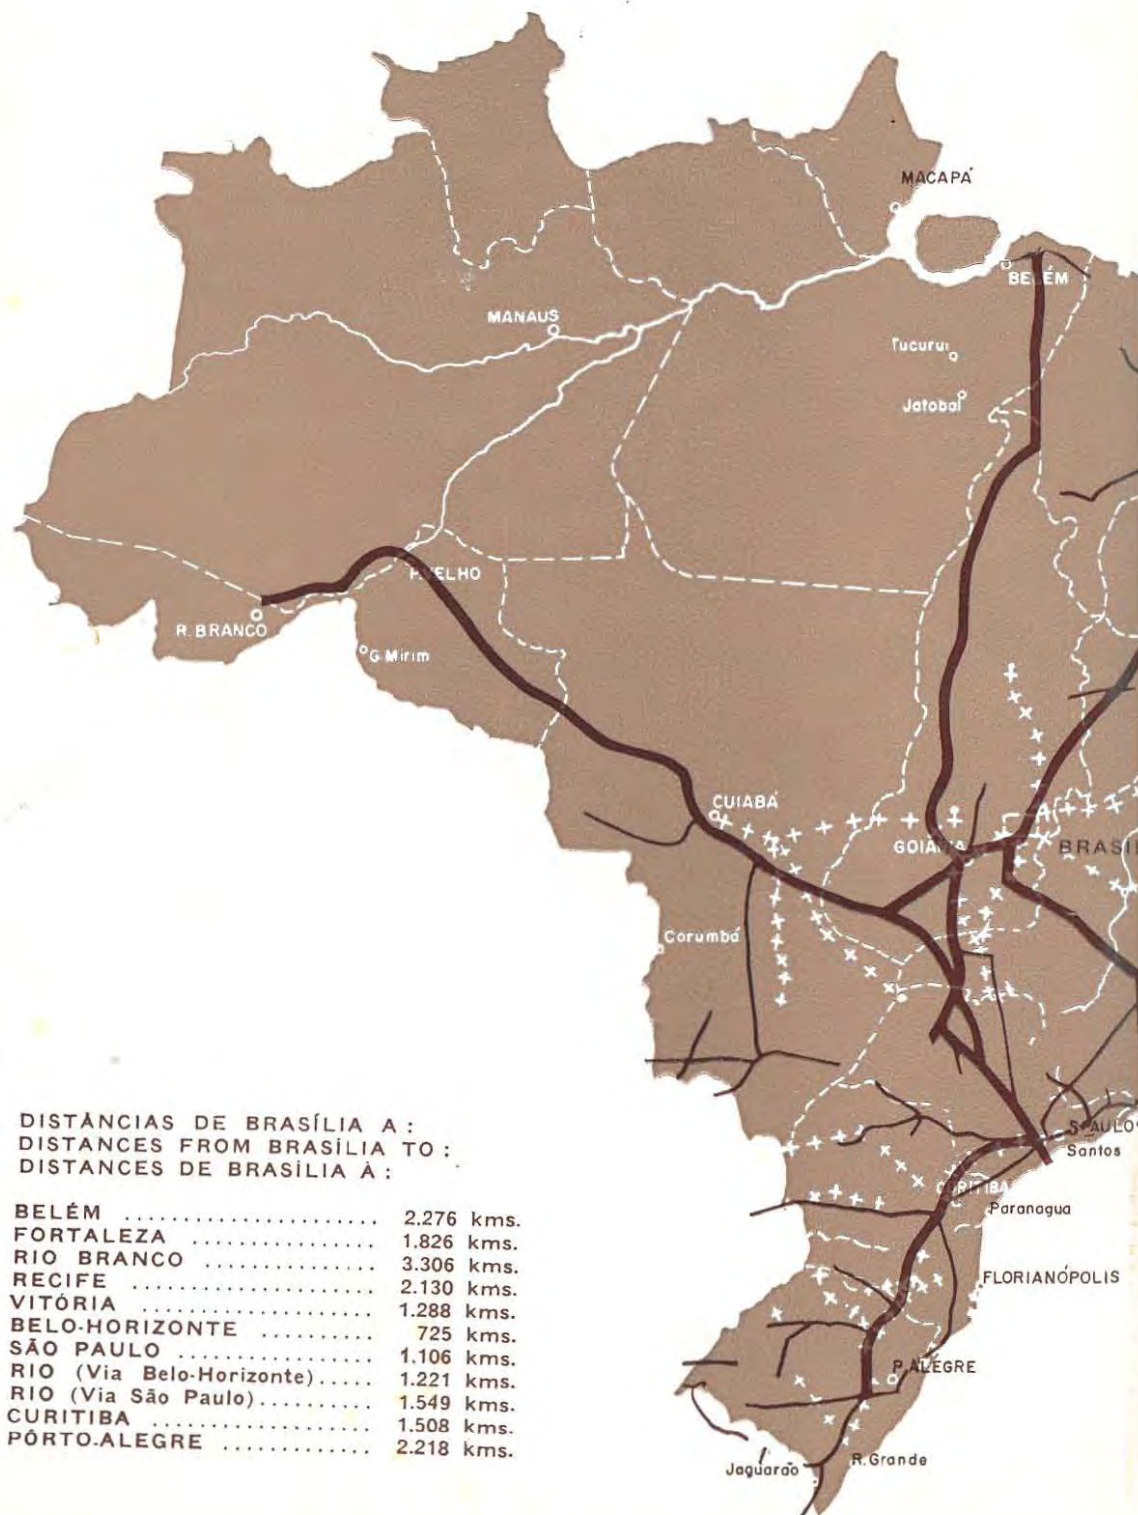 MACAPÁ
BELÉM
MANAUS
Tucurui
Jatobal
P. VELHO
R. BRANCO
G. Mirim
CUIABÁ
GOIÂNIA
BRASIL
Corumbá
S. PAULO
Santos
CURITIBA
Paranagua
FLORIANÓPOLIS
P. ALEGRE
Jaguarão
R. Grande
DISTÂNCIAS DE BRASÍLIA A :
DISTANCES FROM BRASÍLIA TO :
DISTANCES DE BRASÍLIA À :
BELÉM ...................... 2.276 kms.
FORTALEZA ................ 1.826 kms.
RIO BRANCO ............... 3.306 kms.
RECIFE ..................... 2.130 kms.
VITÓRIA .................... 1.288 kms.
BELO-HORIZONTE .......... 725 kms.
SÃO PAULO ................. 1.106 kms.
RIO (Via Belo-Horizonte)..... 1.221 kms.
RIO (Via São Paulo).......... 1.549 kms.
CURITIBA ................... 1.508 kms.
PÔRTO-ALEGRE ............. 2.218 kms.